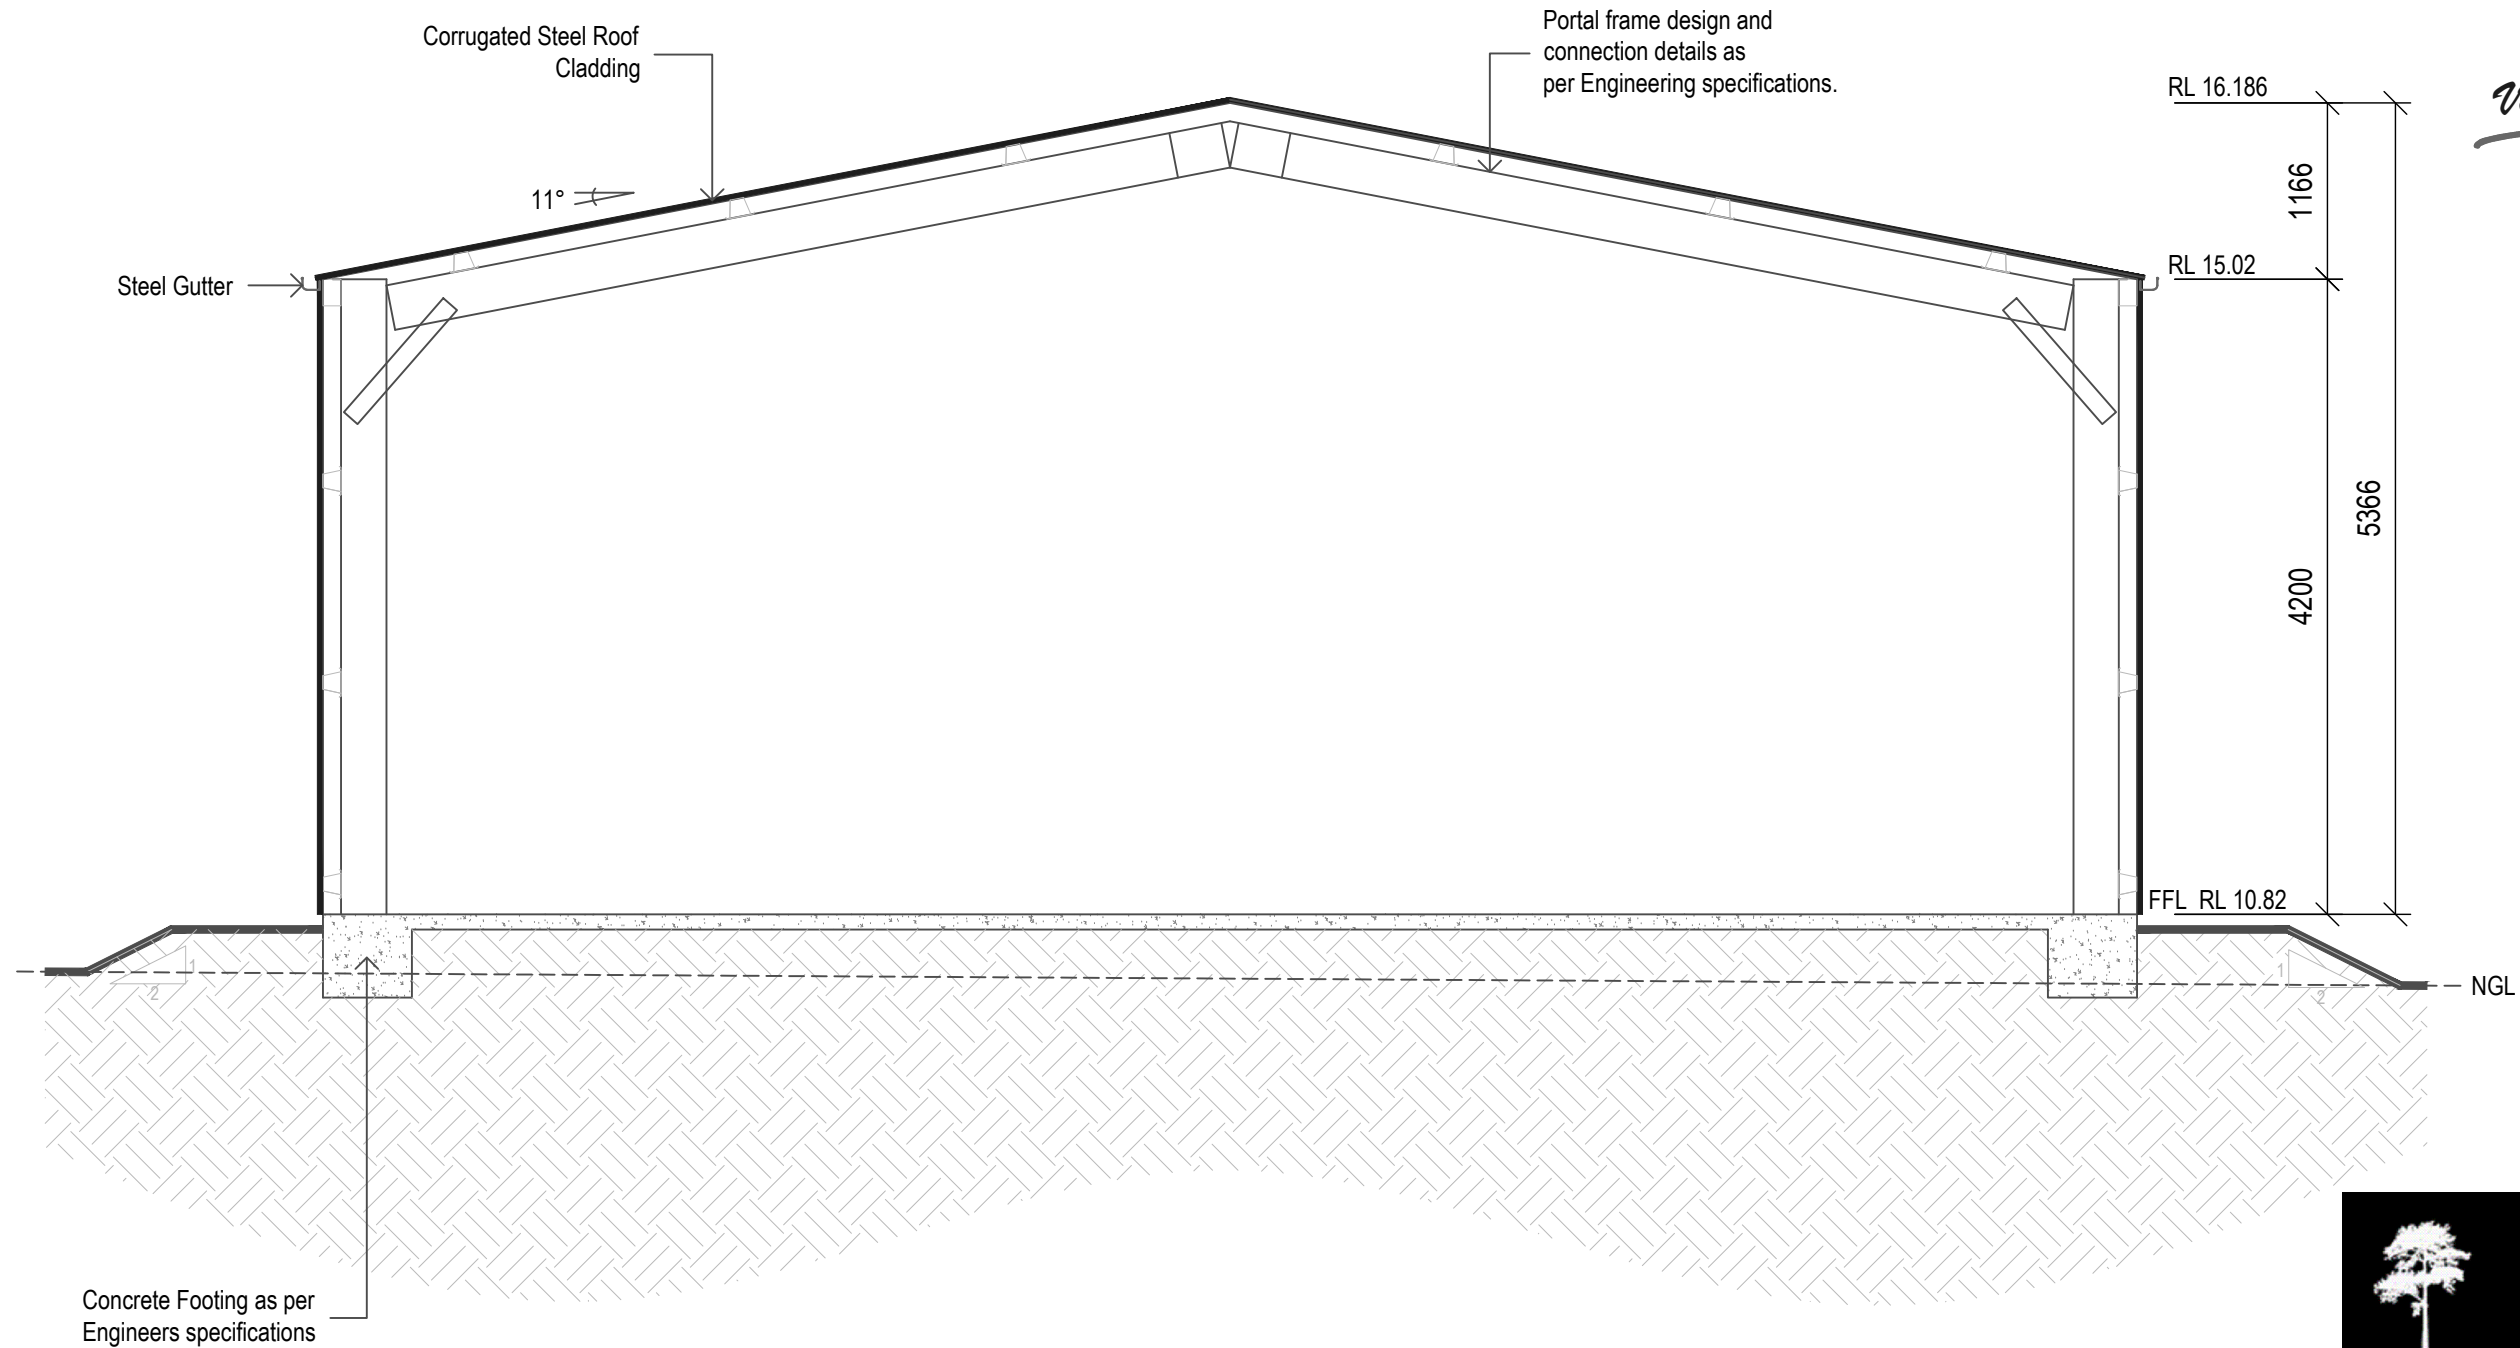 Corrugated Steel Roof
Cladding
Portal frame design and
connection details as
per Engineering specifications.
RL 16.186
11°
1166
Steel Gutter
RL 15.02
5366
4200
FFL RL 10.82
1
2
1
2
NGL
Concrete Footing as per
Engineers specifications